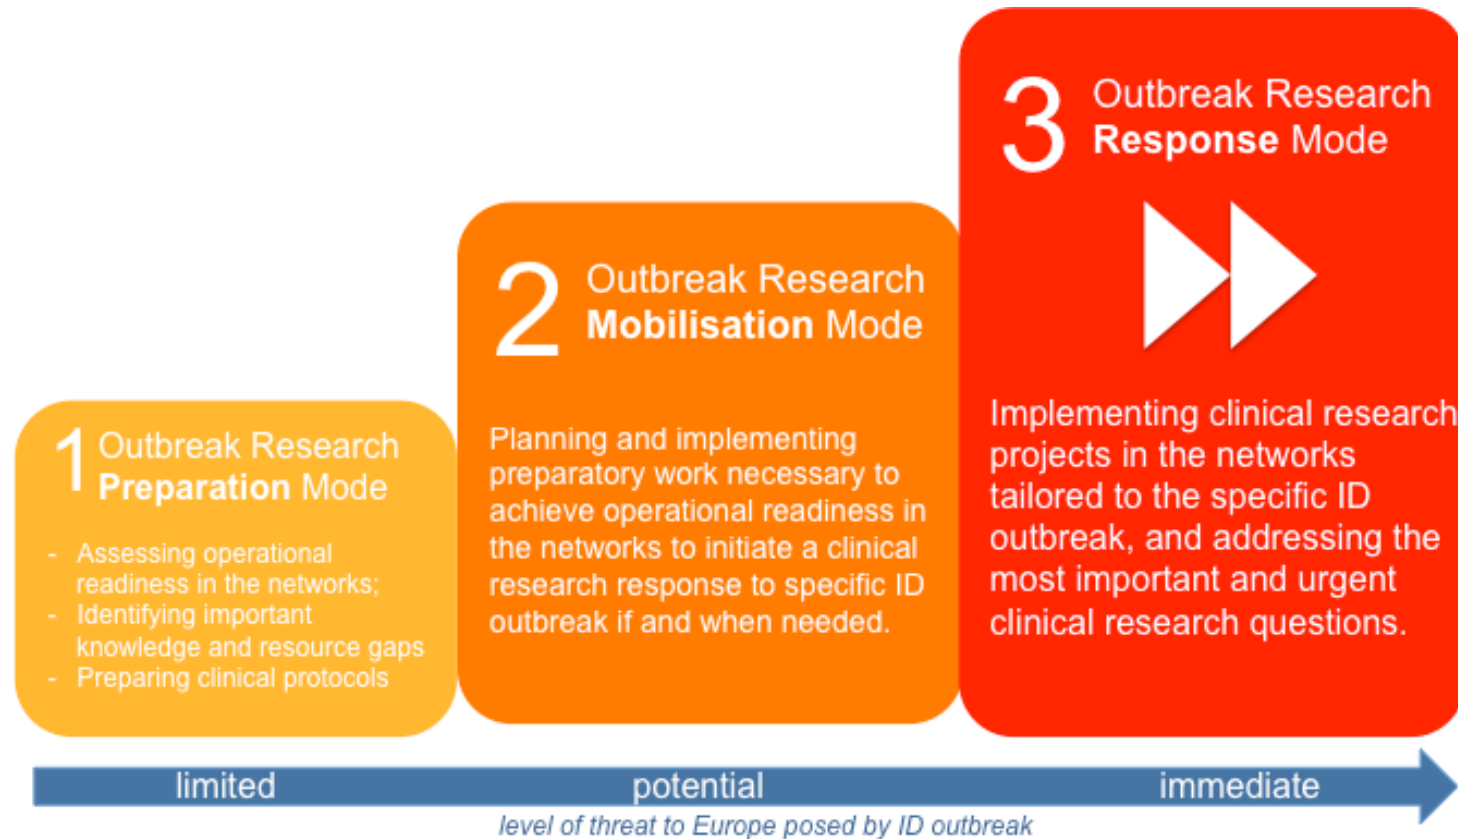 1
Outbreak Research
Preparation Mode
- Assessing operational
readiness in the networks;
- Identifying important
knowledge and resource gaps
- Preparing clinical protocols
2
Outbreak Research
Mobilisation Mode
Planning and implementing
preparatory work necessary to
achieve operational readiness in
the networks to initiate a clinical
research response to specific ID
outbreak if and when needed.
3
Outbreak Research
Response Mode
Implementing clinical research
projects in the networks
tailored to the specific ID
outbreak, and addressing the
most important and urgent
clinical research questions.
limited
potential
immediate
level of threat to Europe posed by ID outbreak